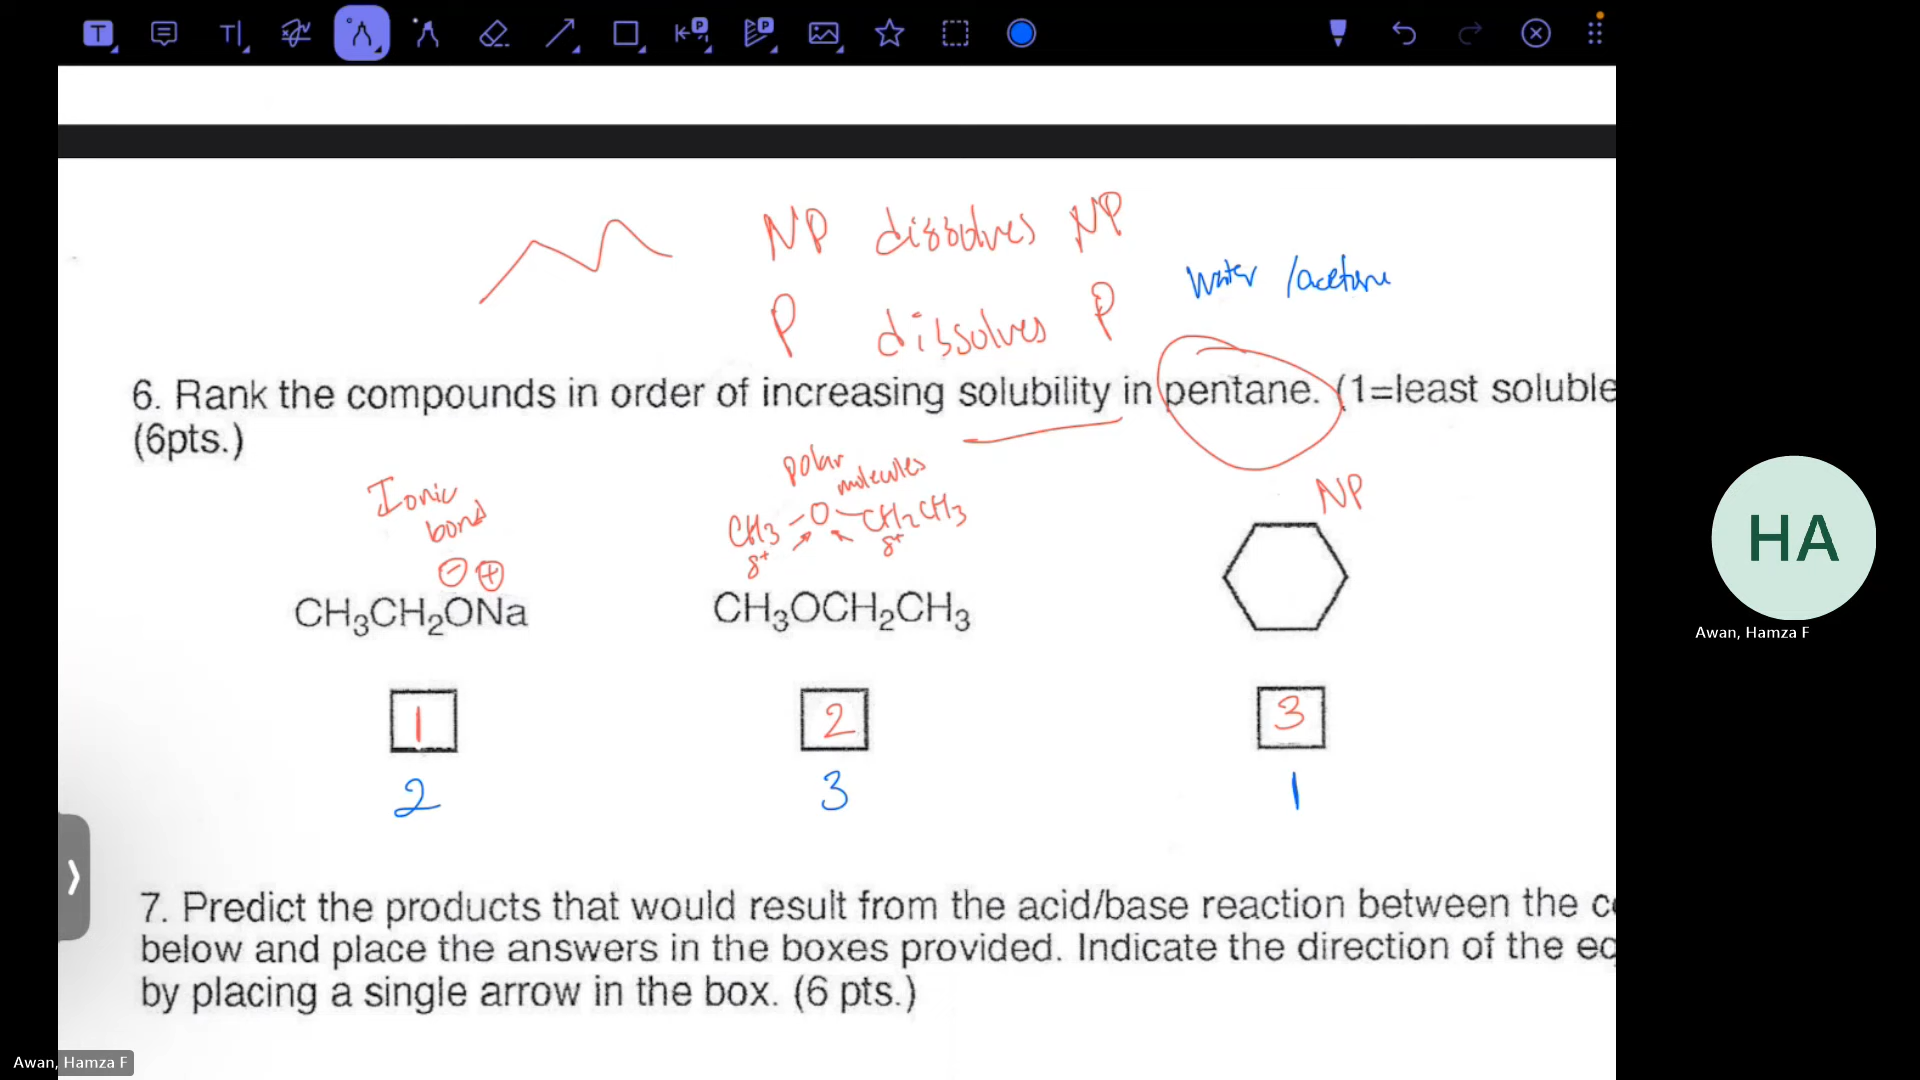 NP dissolves NP
water /acetone
P dissolves P
6. Rank the compounds in order of increasing solubility in pentane. (1=least soluble
(6pts.)
Ionic bond
⊖ ⊕
CH₃CH₂ONa
polar molecules
CH₃ - O - CH₂CH₃
δ+ δ+
CH₃OCH₂CH₃
NP
1 2 3
2 3 1
7. Predict the products that would result from the acid/base reaction between the c
below and place the answers in the boxes provided. Indicate the direction of the eq
by placing a single arrow in the box. (6 pts.)
HA
Awan, Hamza F
Awan, Hamza F